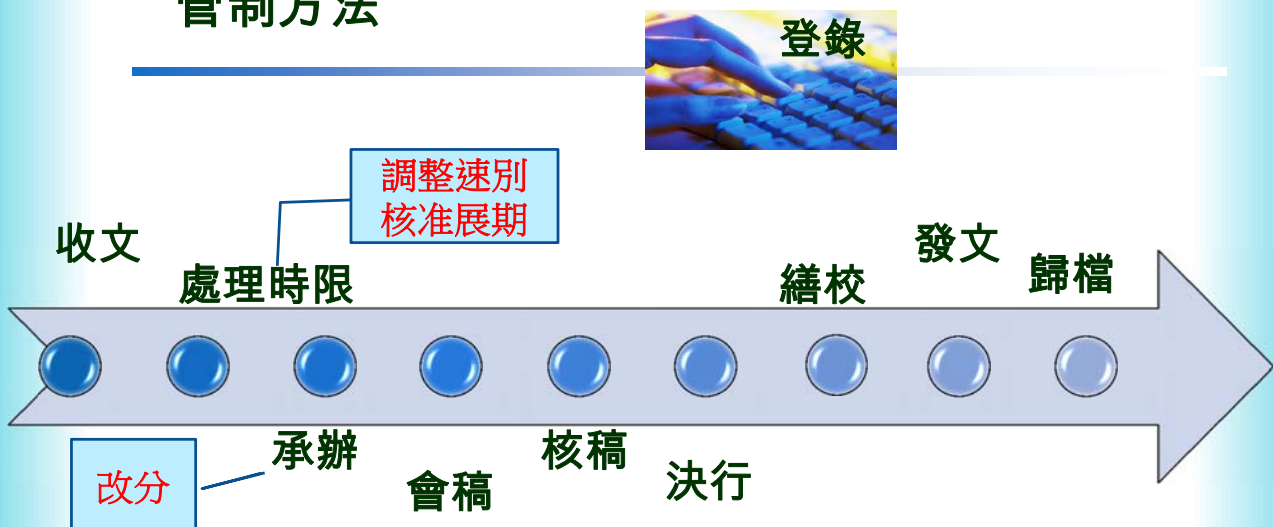 管制方法
登錄
調整速別
核准展期
收文
處理時限
繕校
發文
歸檔
改分
承辦
會稿
核稿
決行